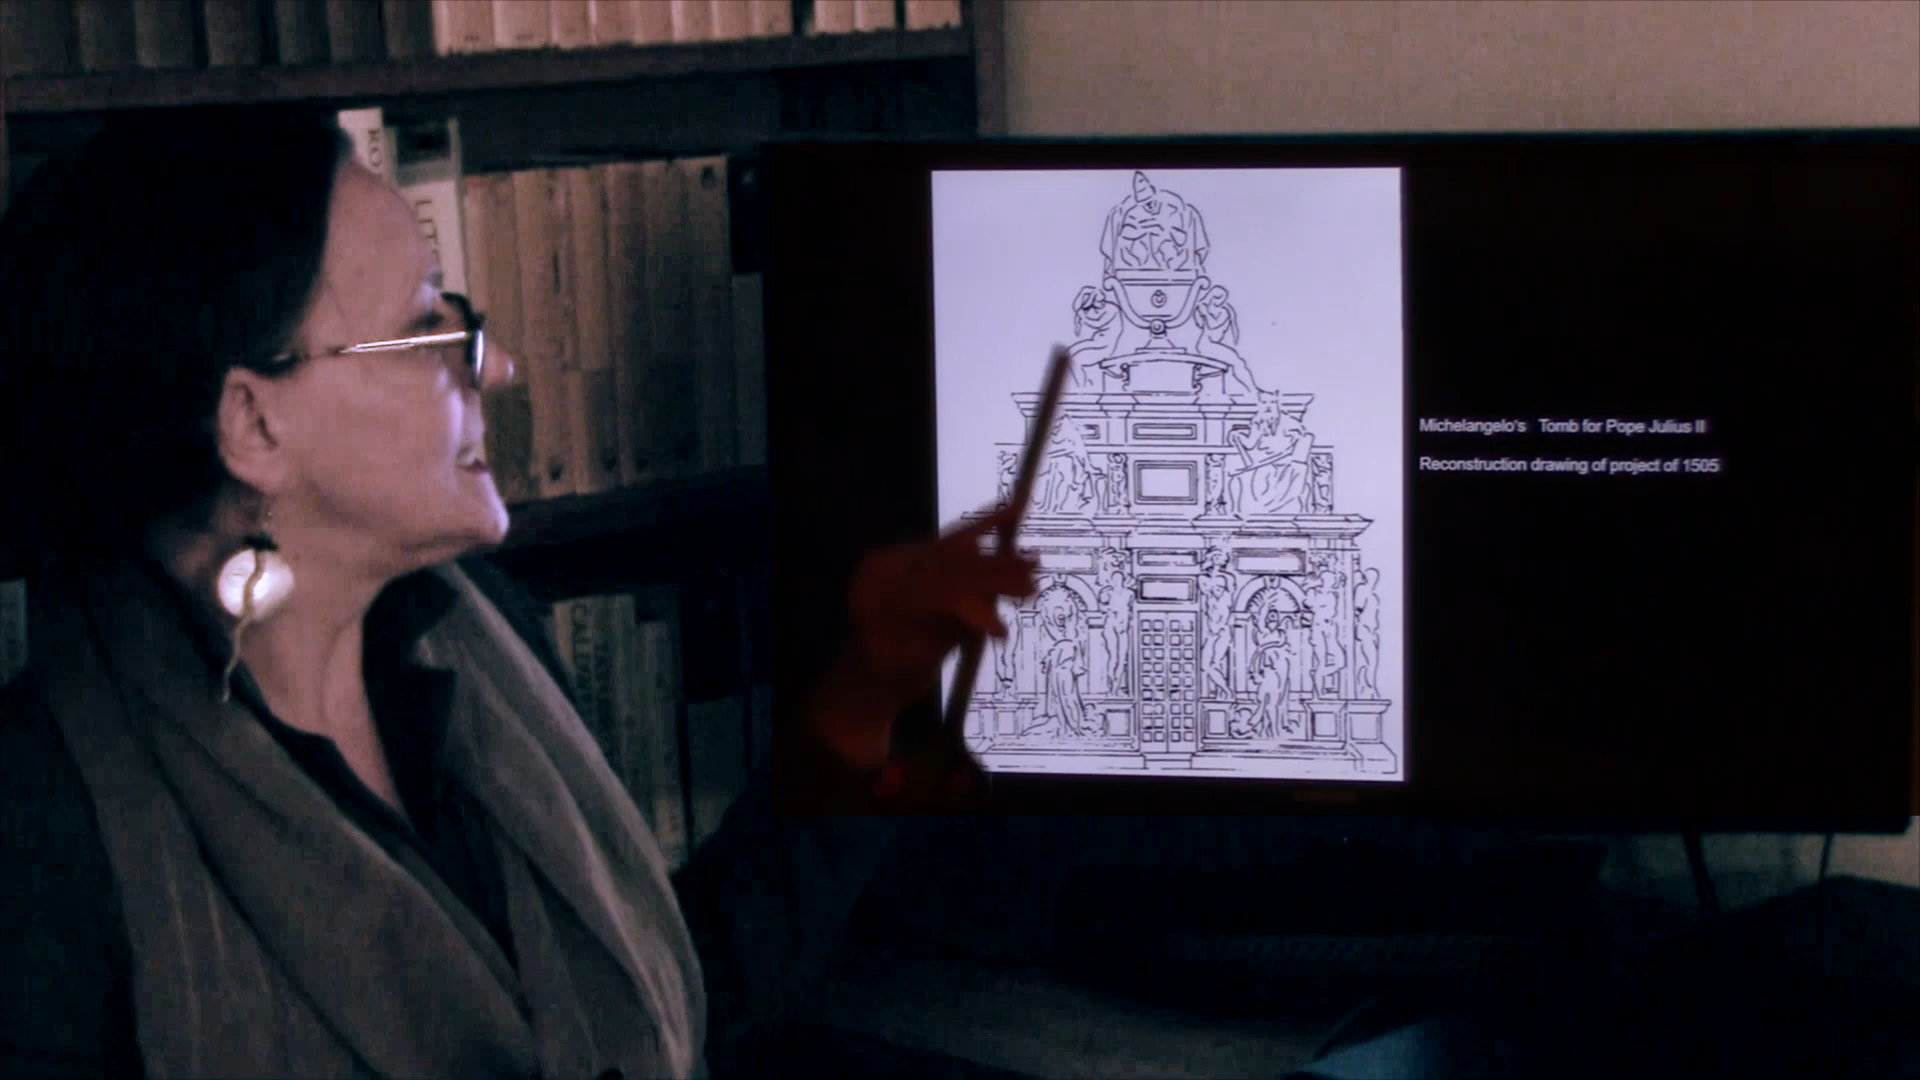 Michelangelo's Tomb for Pope Julius II
Reconstruction drawing of project of 1505